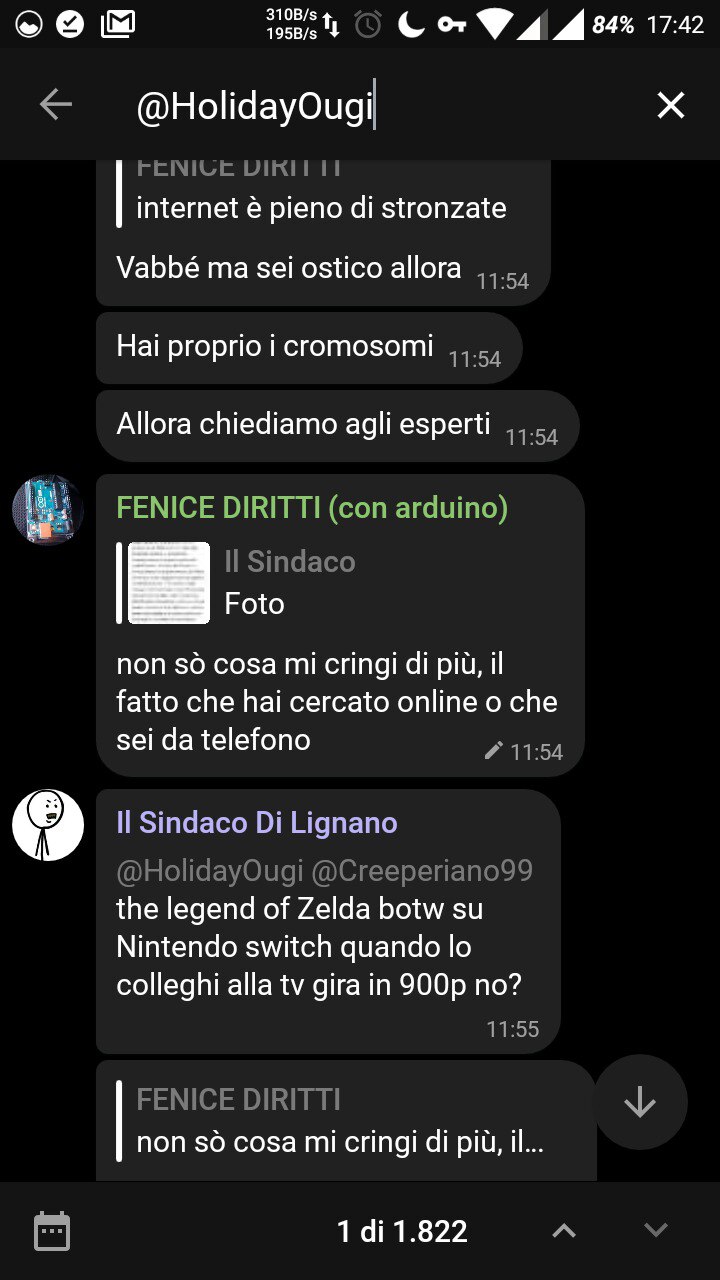 310B/s
195B/s
84% 17:42
@HolidayOugi
FENICE DIRITTI
internet è pieno di stronzate
Vabbé ma sei ostico allora 11:54
Hai proprio i cromosomi 11:54
Allora chiediamo agli esperti 11:54
FENICE DIRITTI (con arduino)
Il Sindaco
Foto
non sò cosa mi cringi di più, il
fatto che hai cercato online o che
sei da telefono 11:54
Il Sindaco Di Lignano
@HolidayOugi @Creeperiano99
the legend of Zelda botw su
Nintendo switch quando lo
colleghi alla tv gira in 900p no?
11:55
FENICE DIRITTI
non sò cosa mi cringi di più, il...
1 di 1.822